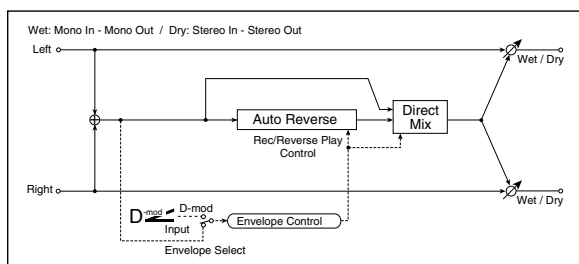 Wet: Mono In - Mono Out / Dry: Stereo In - Stereo Out
Left
Wet / Dry
Auto Reverse
Direct
Mix
Rec/Reverse Play
Control
Right
Wet / Dry
D-mod D-mod
Input
Envelope Control
Envelope Select